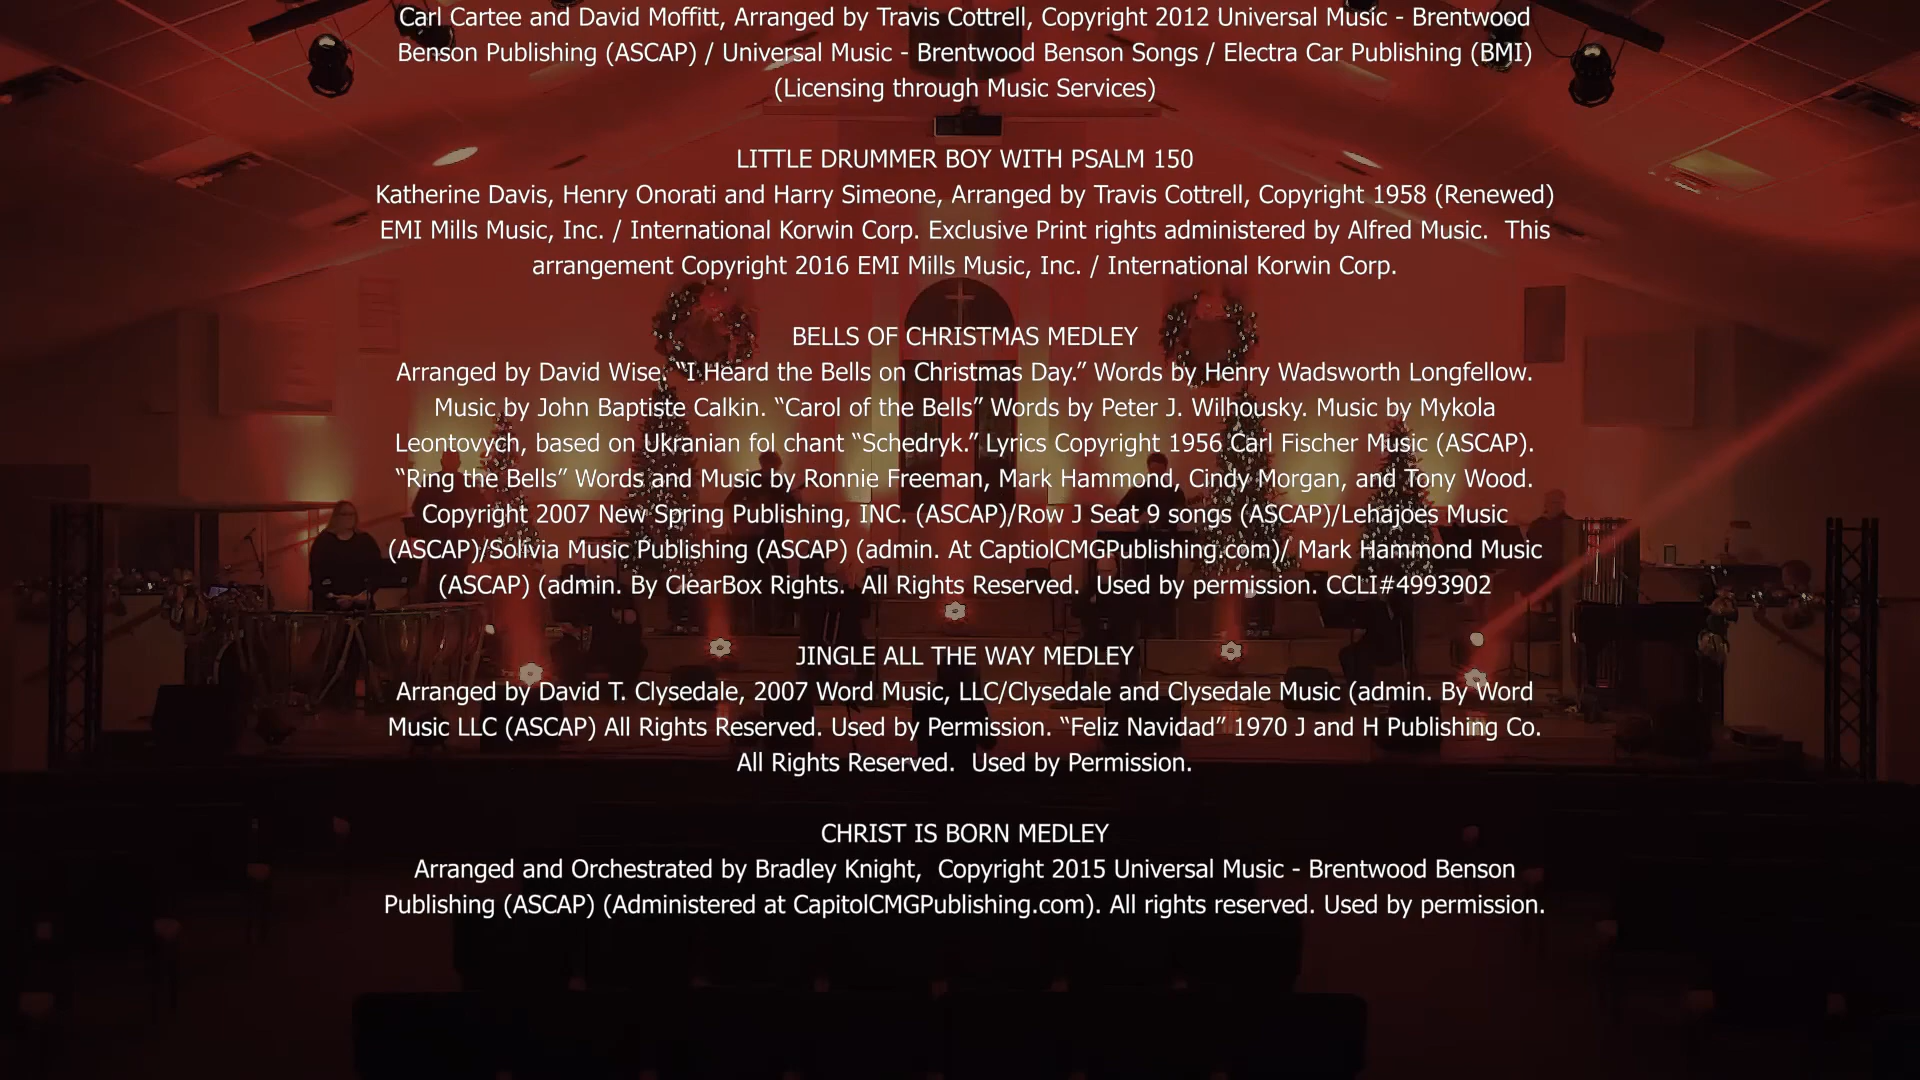 Carl Cartee and David Moffitt, Arranged by Travis Cottrell, Copyright 2012 Universal Music - Brentwood
Benson Publishing (ASCAP) / Universal Music - Brentwood Benson Songs / Electra Car Publishing (BMI)
(Licensing through Music Services)
LITTLE DRUMMER BOY WITH PSALM 150
Katherine Davis, Henry Onorati and Harry Simeone, Arranged by Travis Cottrell, Copyright 1958 (Renewed)
EMI Mills Music, Inc. / International Korwin Corp. Exclusive Print rights administered by Alfred Music.  This
arrangement Copyright 2016 EMI Mills Music, Inc. / International Korwin Corp.
BELLS OF CHRISTMAS MEDLEY
Arranged by David Wise. “I Heard the Bells on Christmas Day.” Words by Henry Wadsworth Longfellow.
Music by John Baptiste Calkin. “Carol of the Bells” Words by Peter J. Wilhousky. Music by Mykola
Leontovych, based on Ukranian fol chant “Schedryk.” Lyrics Copyright 1956 Carl Fischer Music (ASCAP).
“Ring the Bells” Words and Music by Ronnie Freeman, Mark Hammond, Cindy Morgan, and Tony Wood.
Copyright 2007 New Spring Publishing, INC. (ASCAP)/Row J Seat 9 songs (ASCAP)/Lehajoes Music
(ASCAP)/Solivia Music Publishing (ASCAP) (admin. At CaptiolCMGPublishing.com)/ Mark Hammond Music
(ASCAP) (admin. By ClearBox Rights.  All Rights Reserved.  Used by permission. CCLI#4993902
JINGLE ALL THE WAY MEDLEY
Arranged by David T. Clysedale, 2007 Word Music, LLC/Clysedale and Clysedale Music (admin. By Word
Music LLC (ASCAP) All Rights Reserved. Used by Permission. “Feliz Navidad” 1970 J and H Publishing Co.
All Rights Reserved.  Used by Permission.
CHRIST IS BORN MEDLEY
Arranged and Orchestrated by Bradley Knight,  Copyright 2015 Universal Music - Brentwood Benson
Publishing (ASCAP) (Administered at CapitolCMGPublishing.com). All rights reserved. Used by permission.